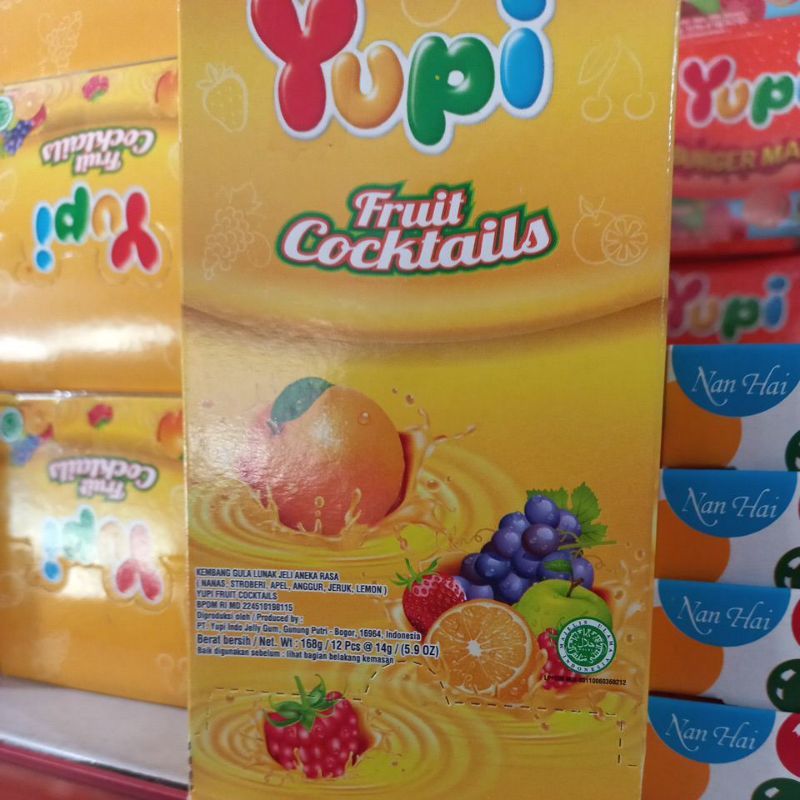 Yupi
Fruit
Cocktails
KEMBANG GULA LUNAK JELI ANEKA RASA
( NANAS, STROBERI, APEL, ANGGUR, JERUK, LEMON )
YUPI FRUIT COCKTAILS
BPOM RI MD 224510198115
Diproduksi oleh / Produced by :
PT. Yupi Indo Jelly Gum, Gunung Putri - Bogor, 16964, Indonesia
Berat bersih / Net. Wt : 168g / 12 Pcs @ 14g / (5.9 OZ)
Baik digunakan sebelum : lihat bagian belakang kemasan
MAJELIS ULAMA
INDONESIA
Fruit
Cocktails
Yupi
Fruit
Cocktails
Yupi
Yupi
Yupi
Nan Hai
Nan Hai
Nan Hai
Nan Hai